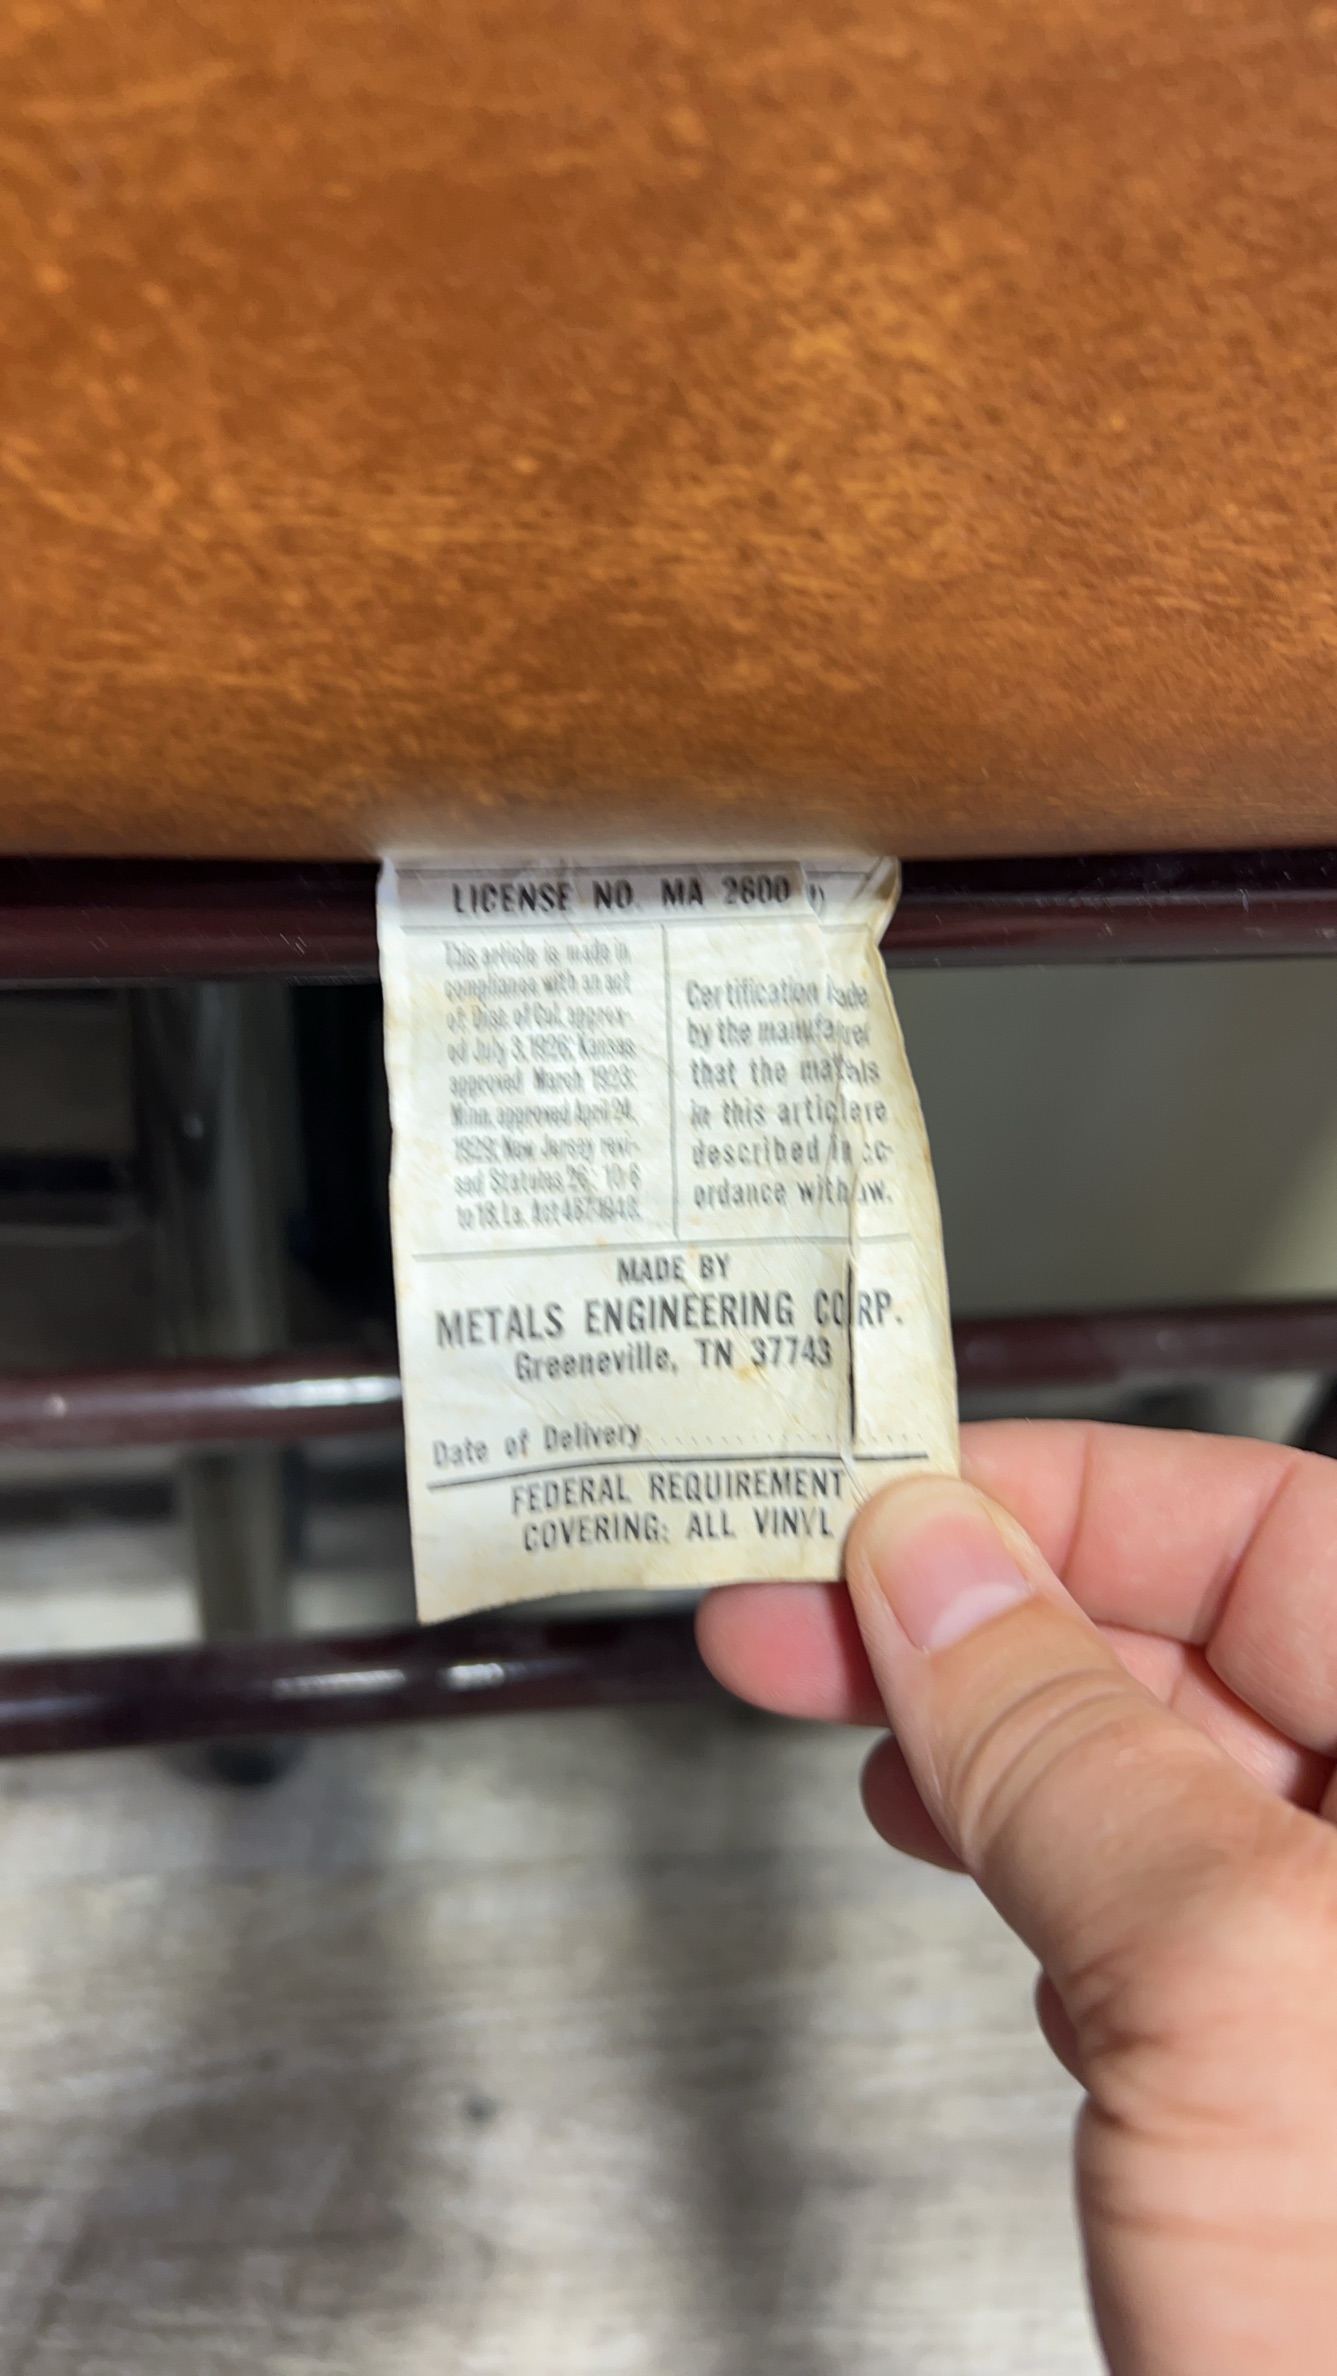 LICENSE NO. MA 2600
This article is made in
compliance with an act
of Dist. of Col. approv-
ed July 3, 1926; Kansas
approved March 1923;
Minn. approved April 24,
1929; New Jersey revi-
sed Statutes 26: 10-6
to 18. La. Act
Certification
by the
that the
in this
described in
ordance with
MADE BY
METALS ENGINEERING CORP.
Greeneville, TN 37743
Date of Delivery
FEDERAL REQUIREMENT
COVERING: ALL VINYL